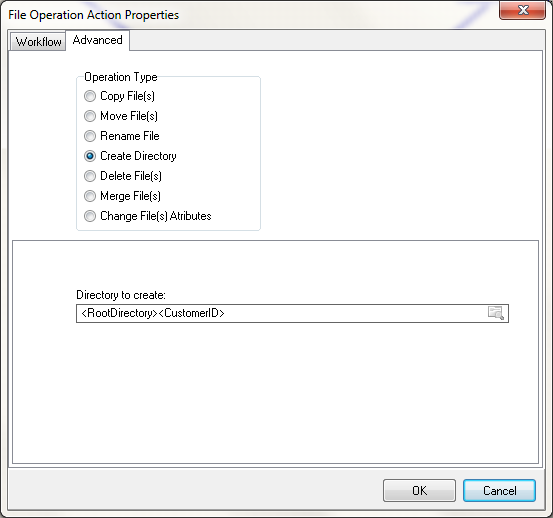 File Operation Action Properties
Workflow
Advanced
Operation Type
Copy File(s)
Move File(s)
Rename File
Create Directory
Delete File(s)
Merge File(s)
Change File(s) Atributes
Directory to create:
<RootDirectory><CustomerID>
OK
Cancel